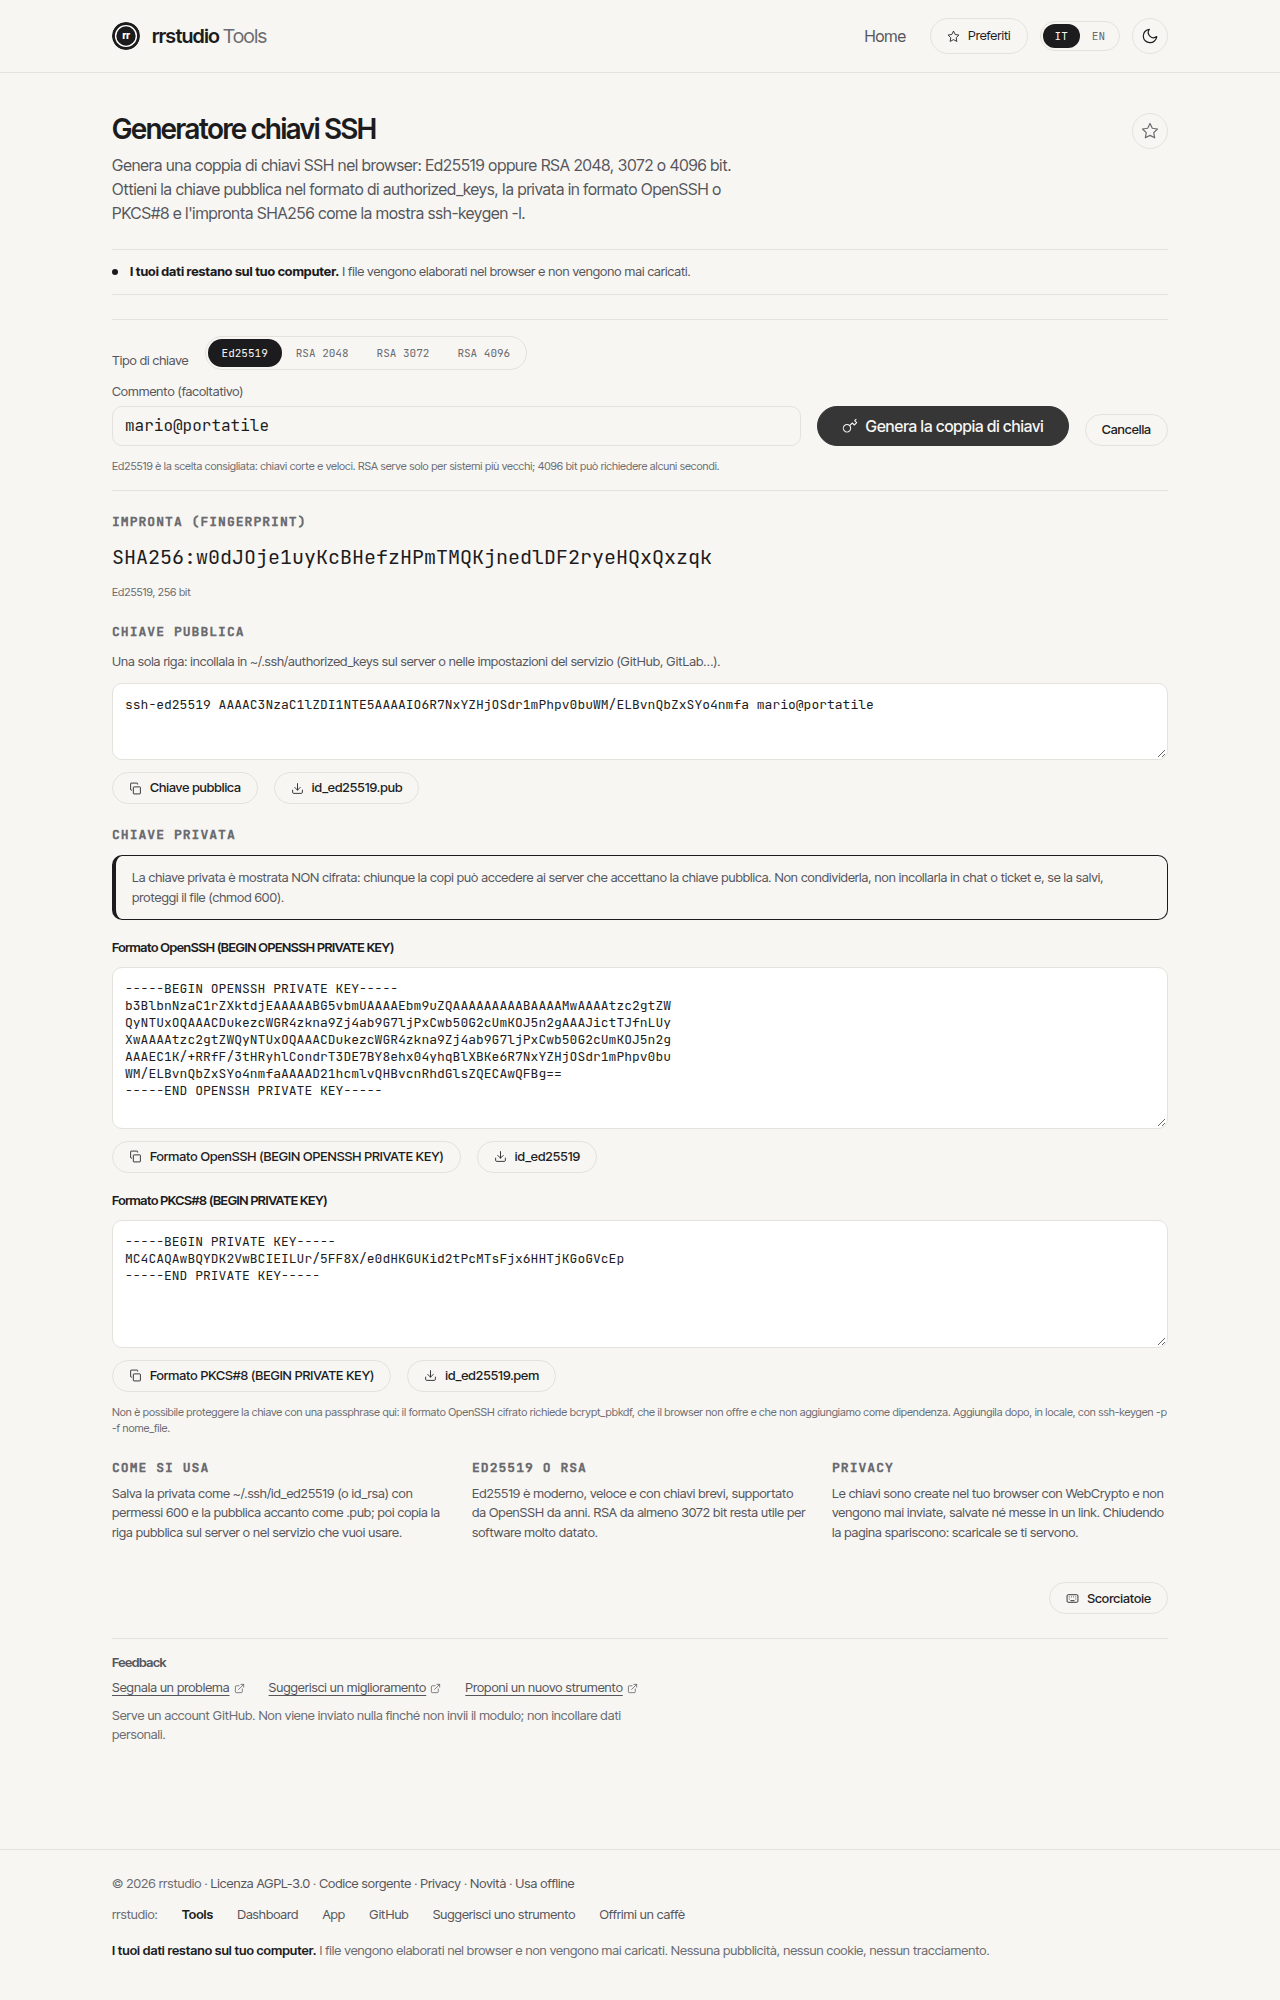 rr rrstudio Tools
Home
Preferiti
IT EN
Generatore chiavi SSH
Genera una coppia di chiavi SSH nel browser: Ed25519 oppure RSA 2048, 3072 o 4096 bit.
Ottieni la chiave pubblica nel formato di authorized_keys, la privata in formato OpenSSH o
PKCS#8 e l'impronta SHA256 come la mostra ssh-keygen -l.
I tuoi dati restano sul tuo computer. I file vengono elaborati nel browser e non vengono mai caricati.
Tipo di chiave Ed25519 RSA 2048 RSA 3072 RSA 4096
Commento (facoltativo)
mario@portatile
Genera la coppia di chiavi
Cancella
Ed25519 è la scelta consigliata: chiavi corte e veloci. RSA serve solo per sistemi più vecchi; 4096 bit può richiedere alcuni secondi.
IMPRONTA (FINGERPRINT)
SHA256:w0dJOje1uyKcBHefzHPmTMQKjnedlDF2ryeHQxQxzqk
Ed25519, 256 bit
CHIAVE PUBBLICA
Una sola riga: incollala in ~/.ssh/authorized_keys sul server o nelle impostazioni del servizio (GitHub, GitLab…).
ssh-ed25519 AAAAC3NzaC1lZDI1NTE5AAAAIO6R7NxYZHjOSdr1mPhpv0buWM/ELBvnQbZxSYo4nmfa mario@portatile
Chiave pubblica
id_ed25519.pub
CHIAVE PRIVATA
La chiave privata è mostrata NON cifrata: chiunque la copi può accedere ai server che accettano la chiave pubblica. Non condividerla, non incollarla in chat o ticket e, se la salvi,
proteggi il file (chmod 600).
Formato OpenSSH (BEGIN OPENSSH PRIVATE KEY)
-----BEGIN OPENSSH PRIVATE KEY-----
b3BlbnNzaC1rZXktdjEAAAAABG5vbmUAAAAEbm9uZQAAAAAAAAABAAAAMwAAAAtzc2gtZW
QyNTUxOQAAACDukezcWGR4zkna9Zj4ab9G7ljPxCwb50G2cUmKOJ5n2gAAAJictTJfnLUy
XwAAAAtzc2gtZWQyNTUxOQAAACDukezcWGR4zkna9Zj4ab9G7ljPxCwb50G2cUmKOJ5n2g
AAAEC1K/+RRfF/3tHRyhlCondrT3DE7BY8ehx04yhqBlXBKe6R7NxYZHjOSdr1mPhpv0bu
WM/ELBvnQbZxSYo4nmfaAAAAD21hcmlvQHBvcnRhdGlsZQECAwQFBg==
-----END OPENSSH PRIVATE KEY-----
Formato OpenSSH (BEGIN OPENSSH PRIVATE KEY)
id_ed25519
Formato PKCS#8 (BEGIN PRIVATE KEY)
-----BEGIN PRIVATE KEY-----
MC4CAQAwBQYDK2VwBCIEILUr/5FF8X/e0dHKGUKid2tPcMTsFjx6HHTjKGoGVcEp
-----END PRIVATE KEY-----
Formato PKCS#8 (BEGIN PRIVATE KEY)
id_ed25519.pem
Non è possibile proteggere la chiave con una passphrase qui: il formato OpenSSH cifrato richiede bcrypt_pbkdf, che il browser non offre e che non aggiungiamo come dipendenza. Aggiungila dopo, in locale, con ssh-keygen -p
-f nome_file.
COME SI USA
Salva la privata come ~/.ssh/id_ed25519 (o id_rsa) con
permessi 600 e la pubblica accanto come .pub; poi copia la
riga pubblica sul server o nel servizio che vuoi usare.
ED25519 O RSA
Ed25519 è moderno, veloce e con chiavi brevi, supportato
da OpenSSH da anni. RSA da almeno 3072 bit resta utile per
software molto datato.
PRIVACY
Le chiavi sono create nel tuo browser con WebCrypto e non
vengono mai inviate, salvate né messe in un link. Chiudendo
la pagina spariscono: scaricale se ti servono.
Scorciatoie
Feedback
Segnala un problema Suggerisci un miglioramento Proponi un nuovo strumento
Serve un account GitHub. Non viene inviato nulla finché non invii il modulo; non incollare dati
personali.
© 2026 rrstudio · Licenza AGPL-3.0 · Codice sorgente · Privacy · Novità · Usa offline
rrstudio: Tools Dashboard App GitHub Suggerisci uno strumento Offrimi un caffè
I tuoi dati restano sul tuo computer. I file vengono elaborati nel browser e non vengono mai caricati. Nessuna pubblicità, nessun cookie, nessun tracciamento.